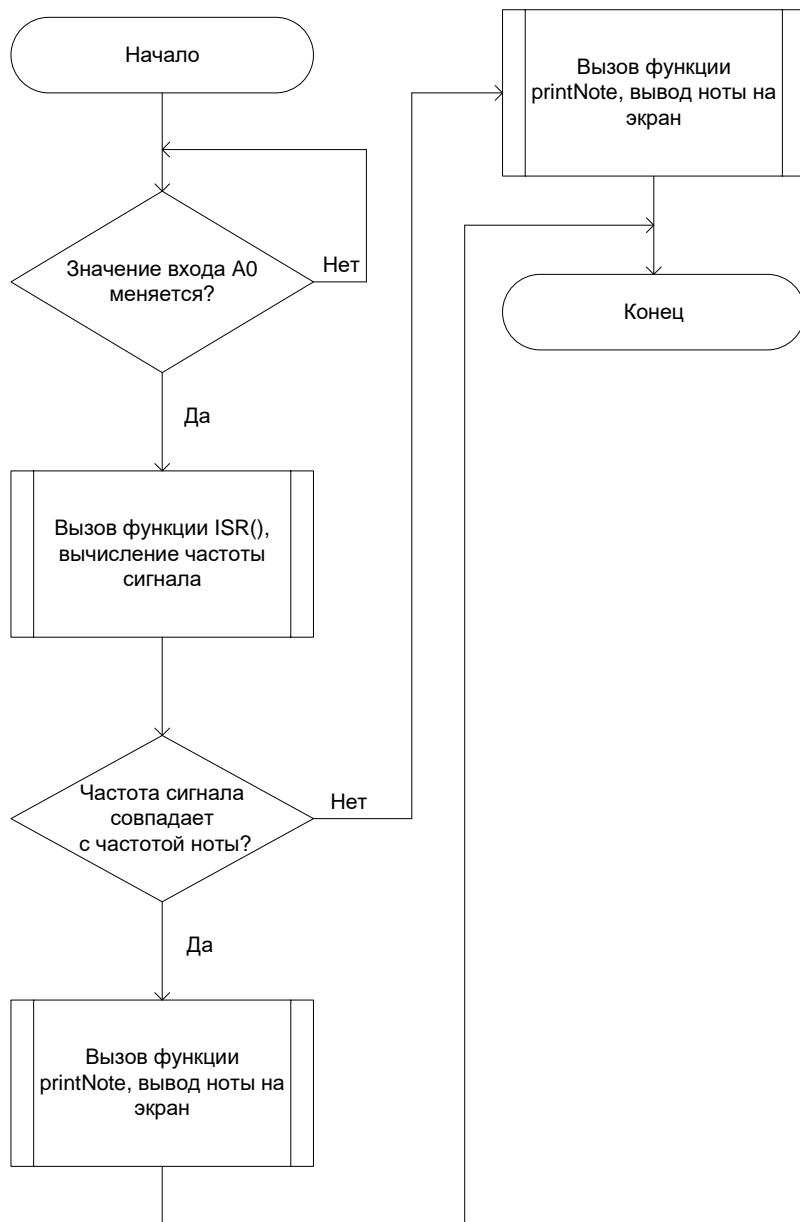 Начало
Значение входа A0
меняется?
Нет
Да
Вызов функции ISR(),
вычисление частоты
сигнала
Частота сигнала
совпадает
с частотой ноты?
Нет
Да
Вызов функции
printNote, вывод ноты на
экран
Вызов функции
printNote, вывод ноты на
экран
Конец